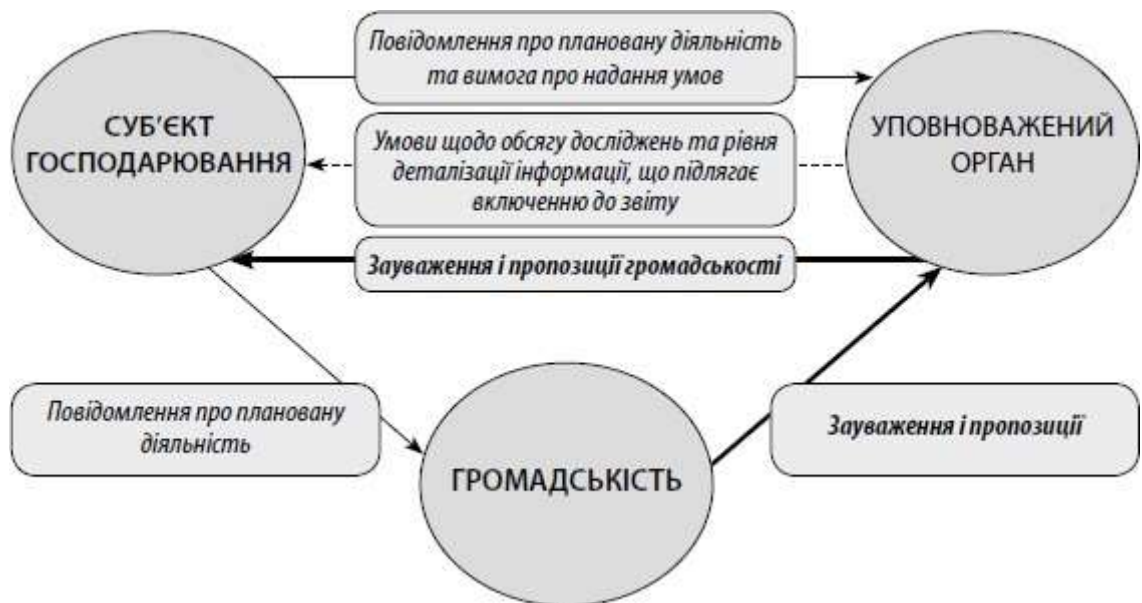 Повідомлення про плановану діяльність
та вимога про надання умов
СУБ’ЄКТ
ГОСПОДАРЮВАННЯ
Умови щодо обсягу досліджень та рівня
деталізації інформації, що підлягає
включенню до звіту
УПОВНОВАЖЕНИЙ
ОРГАН
Зауваження і пропозиції громадськості
Повідомлення про плановану
діяльність
ГРОМАДСЬКІСТЬ
Зауваження і пропозиції